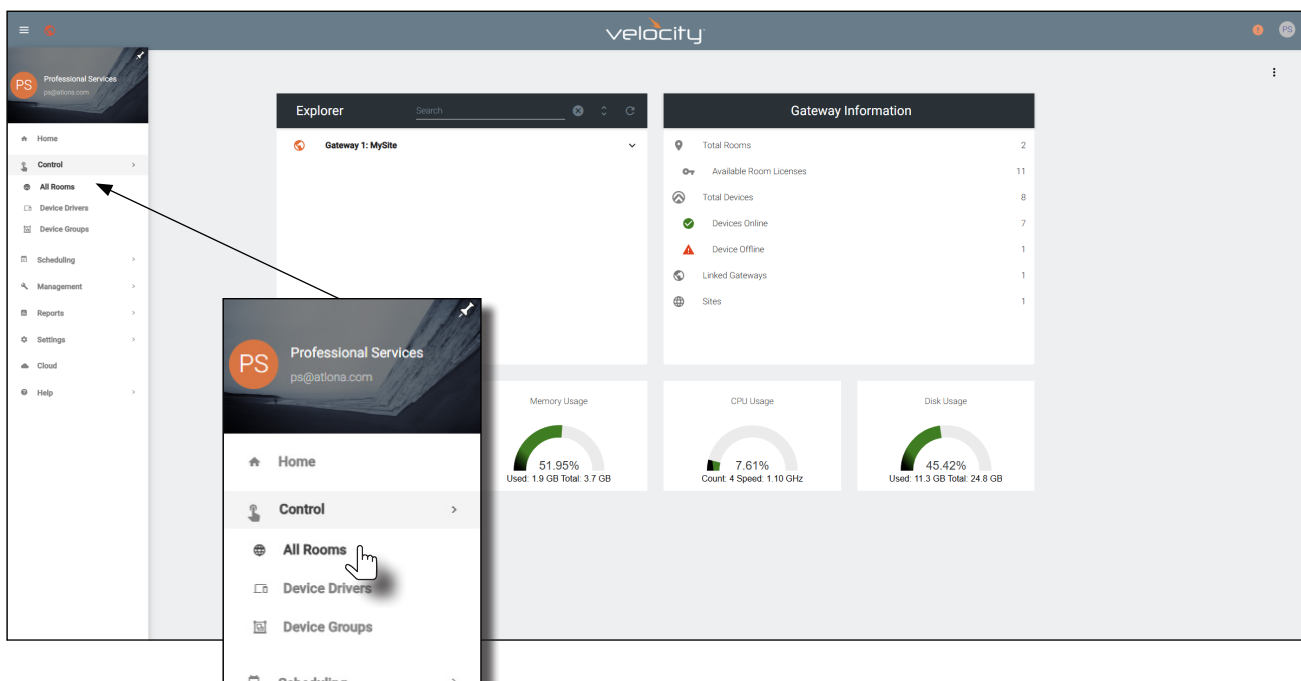 velocity
PS
PS
Professional Services
ps@atlona.com
Home
Control
All Rooms
Device Drivers
Device Groups
Scheduling
Management
Reports
Settings
Cloud
Help
Explorer
Search
Gateway 1: MySite
Gateway Information
Total Rooms 2
Available Room Licenses 11
Total Devices 8
Devices Online 7
Device Offline 1
Linked Gateways 1
Sites 1
Memory Usage
51.95%
Used: 1.9 GB Total: 3.7 GB
CPU Usage
7.61%
Count: 4 Speed: 1.10 GHz
Disk Usage
45.42%
Used: 11.3 GB Total: 24.8 GB
PS
Professional Services
ps@atlona.com
Home
Control
All Rooms
Device Drivers
Device Groups
Scheduling